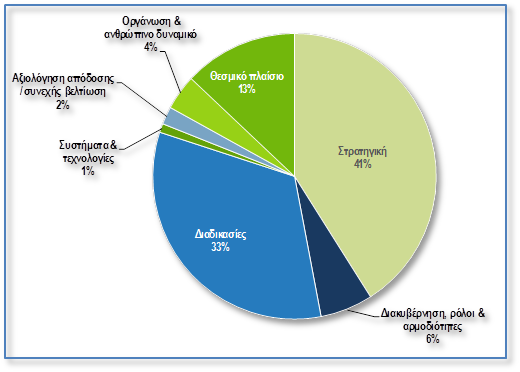 Οργάνωση &
ανθρώπινο δυναμικό
4%
Θεσμικό πλαίσιο
13%
Αξιολόγηση απόδοσης
/ συνεχής βελτίωση
2%
Συστήματα &
τεχνολογίες
1%
Στρατηγική
41%
Διαδικασίες
33%
Διακυβέρνηση, ρόλοι &
αρμοδιότητες
6%